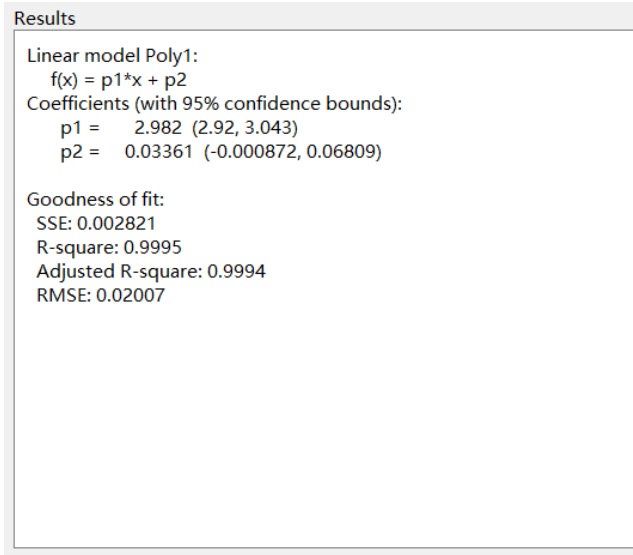 Results
Linear model Poly1:
f(x) = p1*x + p2
Coefficients (with 95% confidence bounds):
p1 = 2.982 (2.92, 3.043)
p2 = 0.03361 (-0.000872, 0.06809)
Goodness of fit:
SSE: 0.002821
R-square: 0.9995
Adjusted R-square: 0.9994
RMSE: 0.02007